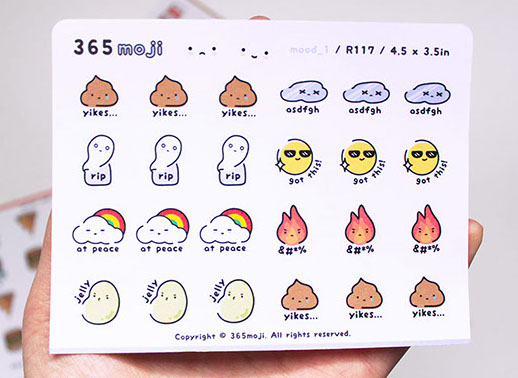 365moji mood_1 / R117 / 4.5 x 3.5in
yikes... yikes... yikes... asdfgh asdfgh asdfgh
rip rip rip got this! got this! got this!
at peace at peace at peace &#*% &#*% &#*%
jelly jelly jelly yikes... yikes... yikes...
Copyright © 365moji. All rights reserved.